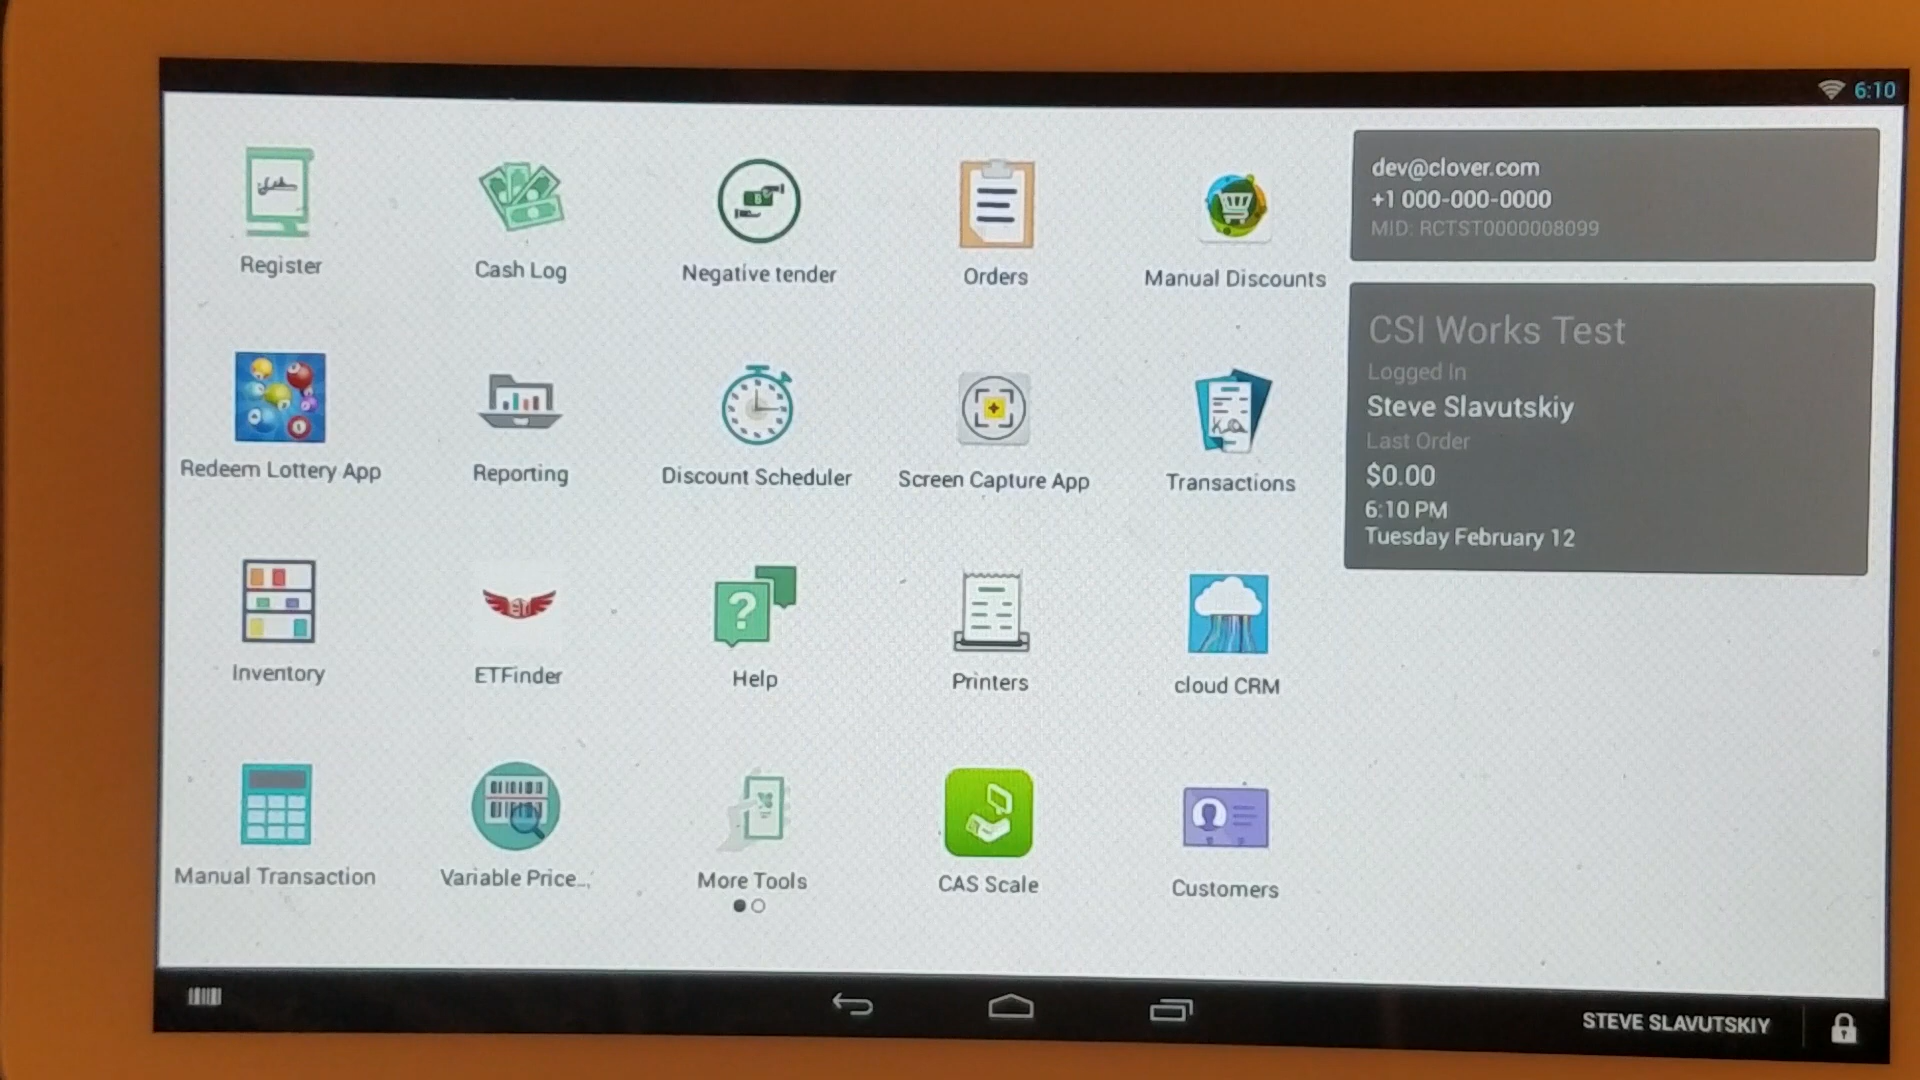 6:10
dev@clover.com
+1 000-000-0000
MID: RCTST0000008099
CSI Works Test
Logged In
Steve Slavutskiy
Last Order
$0.00
6:10 PM
Tuesday February 12
Register
Cash Log
Negative tender
Orders
Manual Discounts
Redeem Lottery App
Reporting
Discount Scheduler
Screen Capture App
Transactions
ET
Inventory
ETFinder
?
Help
Printers
cloud CRM
Manual Transaction
Variable Price...
More Tools
CAS Scale
Customers
STEVE SLAVUTSKIY